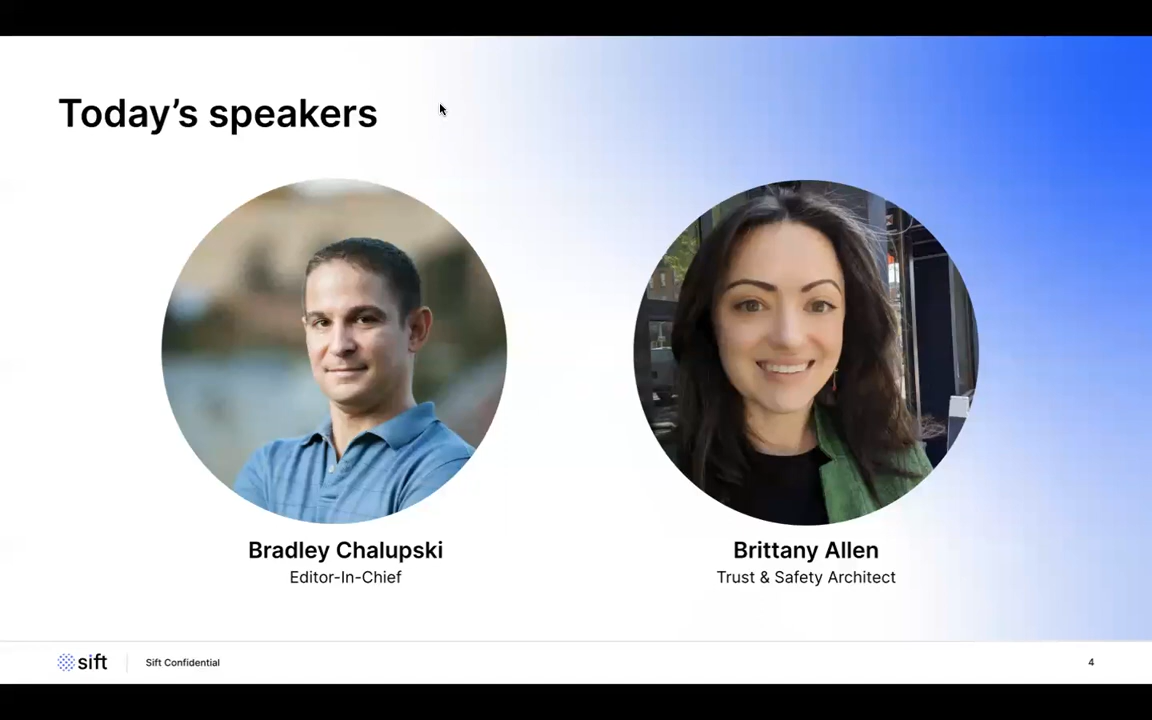 Today’s speakers
Bradley Chalupski
Editor-In-Chief
Brittany Allen
Trust & Safety Architect
sift
Sift Confidential
4